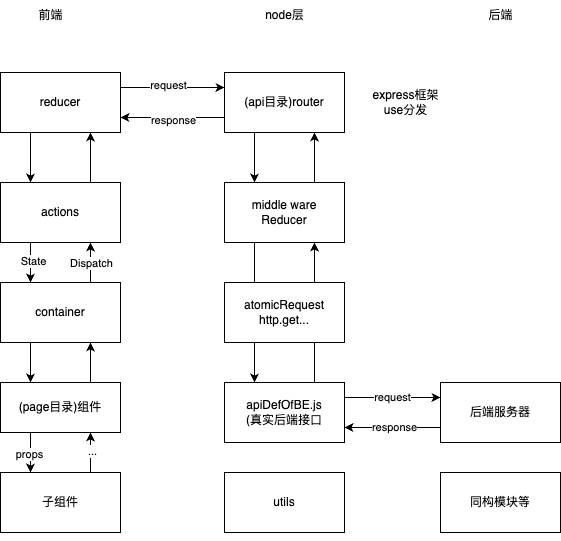 前端
node层
后端
reducer
request
response
(api目录)router
express框架
use分发
actions
middle ware
Reducer
State
Dispatch
container
atomicRequest
http.get...
(page目录)组件
apiDefOfBE.js
(真实后端接口
request
response
后端服务器
props
...
子组件
utils
同构模块等